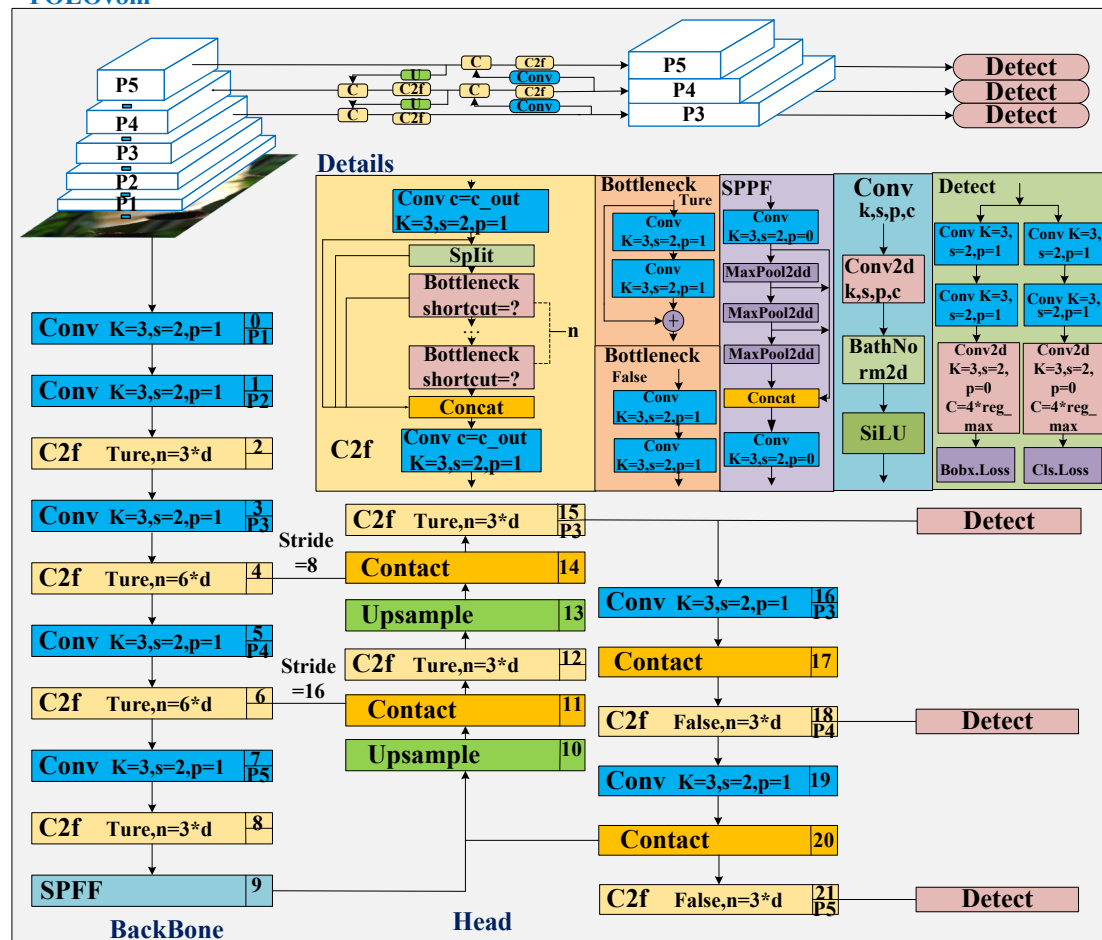 P5
P4
P3
P2
P1
C
C2f
U
Conv
C
C2f
C
C2f
U
Conv
C
C2f
P5
P4
P3
Detect
Detect
Detect
Details
Conv c=c_out
K=3,s=2,p=1
SpIit
Bottleneck
shortcut=?
...
Bottleneck
shortcut=?
n
Concat
Conv c=c_out
K=3,s=2,p=1
C2f
Bottleneck
Ture
Conv
K=3,s=2,p=1
Conv
K=3,s=2,p=1
+
Bottleneck
False
Conv
K=3,s=2,p=1
Conv
K=3,s=2,p=1
SPPF
Conv
K=3,s=2,p=0
MaxPool2dd
MaxPool2dd
MaxPool2dd
Concat
Conv
K=3,s=2,p=0
Conv
k,s,p,c
Conv2d
k,s,p,c
BathNo
rm2d
SiLU
Detect
Conv K=3,
s=2,p=1
Conv K=3,
s=2,p=1
Conv K=3,
s=2,p=1
Conv K=3,
s=2,p=1
Conv2d
K=3,s=2,
p=0
C=4*reg_
max
Conv2d
K=3,s=2,
p=0
C=4*reg_
max
Bobx.Loss
Cls.Loss
Conv K=3,s=2,p=1 0 P1
Conv K=3,s=2,p=1 1 P2
C2f Ture,n=3*d 2
Conv K=3,s=2,p=1 3 P3
C2f Ture,n=6*d 4
Conv K=3,s=2,p=1 5 P4
C2f Ture,n=6*d 6
Conv K=3,s=2,p=1 7 P5
C2f Ture,n=3*d 8
SPFF 9
BackBone
Stride
=8
Stride
=16
C2f Ture,n=3*d 15 P3
Contact 14
Upsample 13
C2f Ture,n=3*d 12
Contact 11
Upsample 10
Head
Detect
Conv K=3,s=2,p=1 16 P3
Contact 17
C2f False,n=3*d 18 P4
Detect
Conv K=3,s=2,p=1 19
Contact 20
C2f False,n=3*d 21 P5
Detect